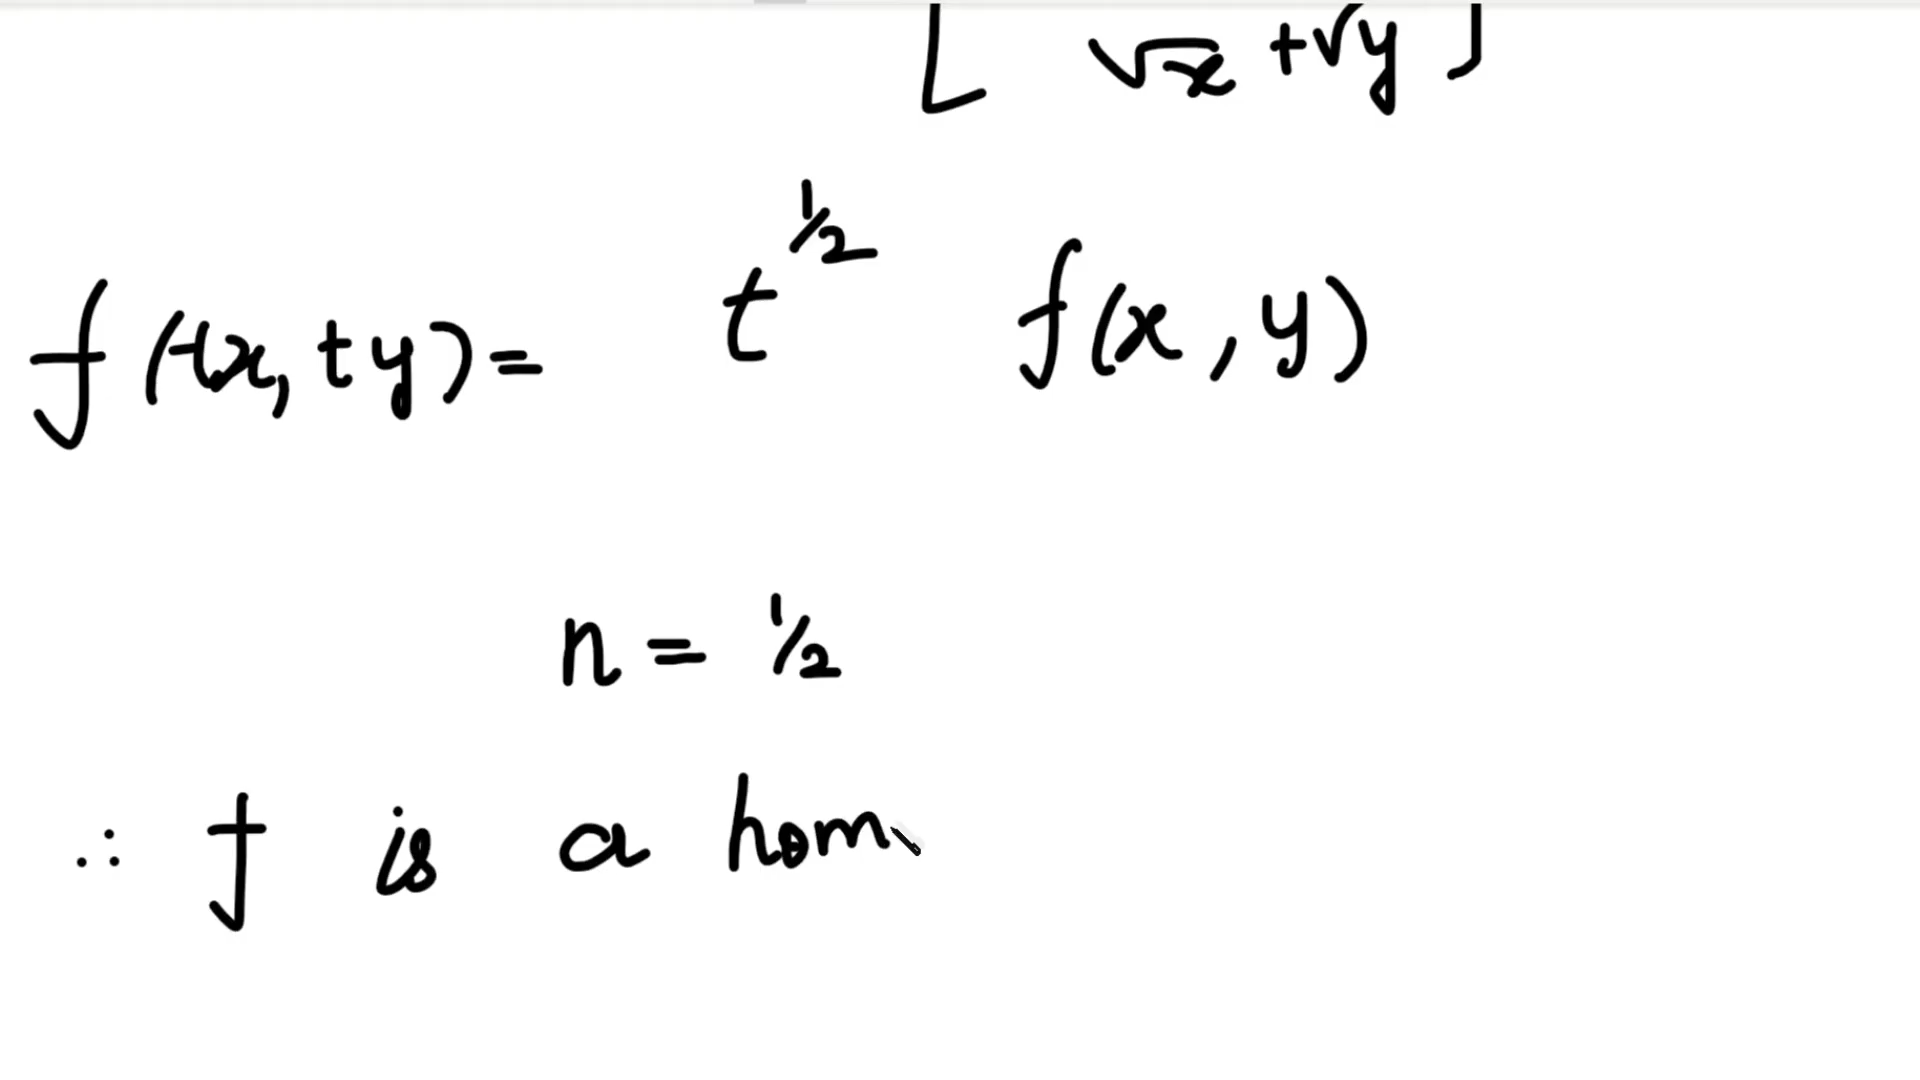 [ √x + √y ]
f(tx, ty) = t^1/2 f(x, y)
n = 1/2
∴ f is a hom